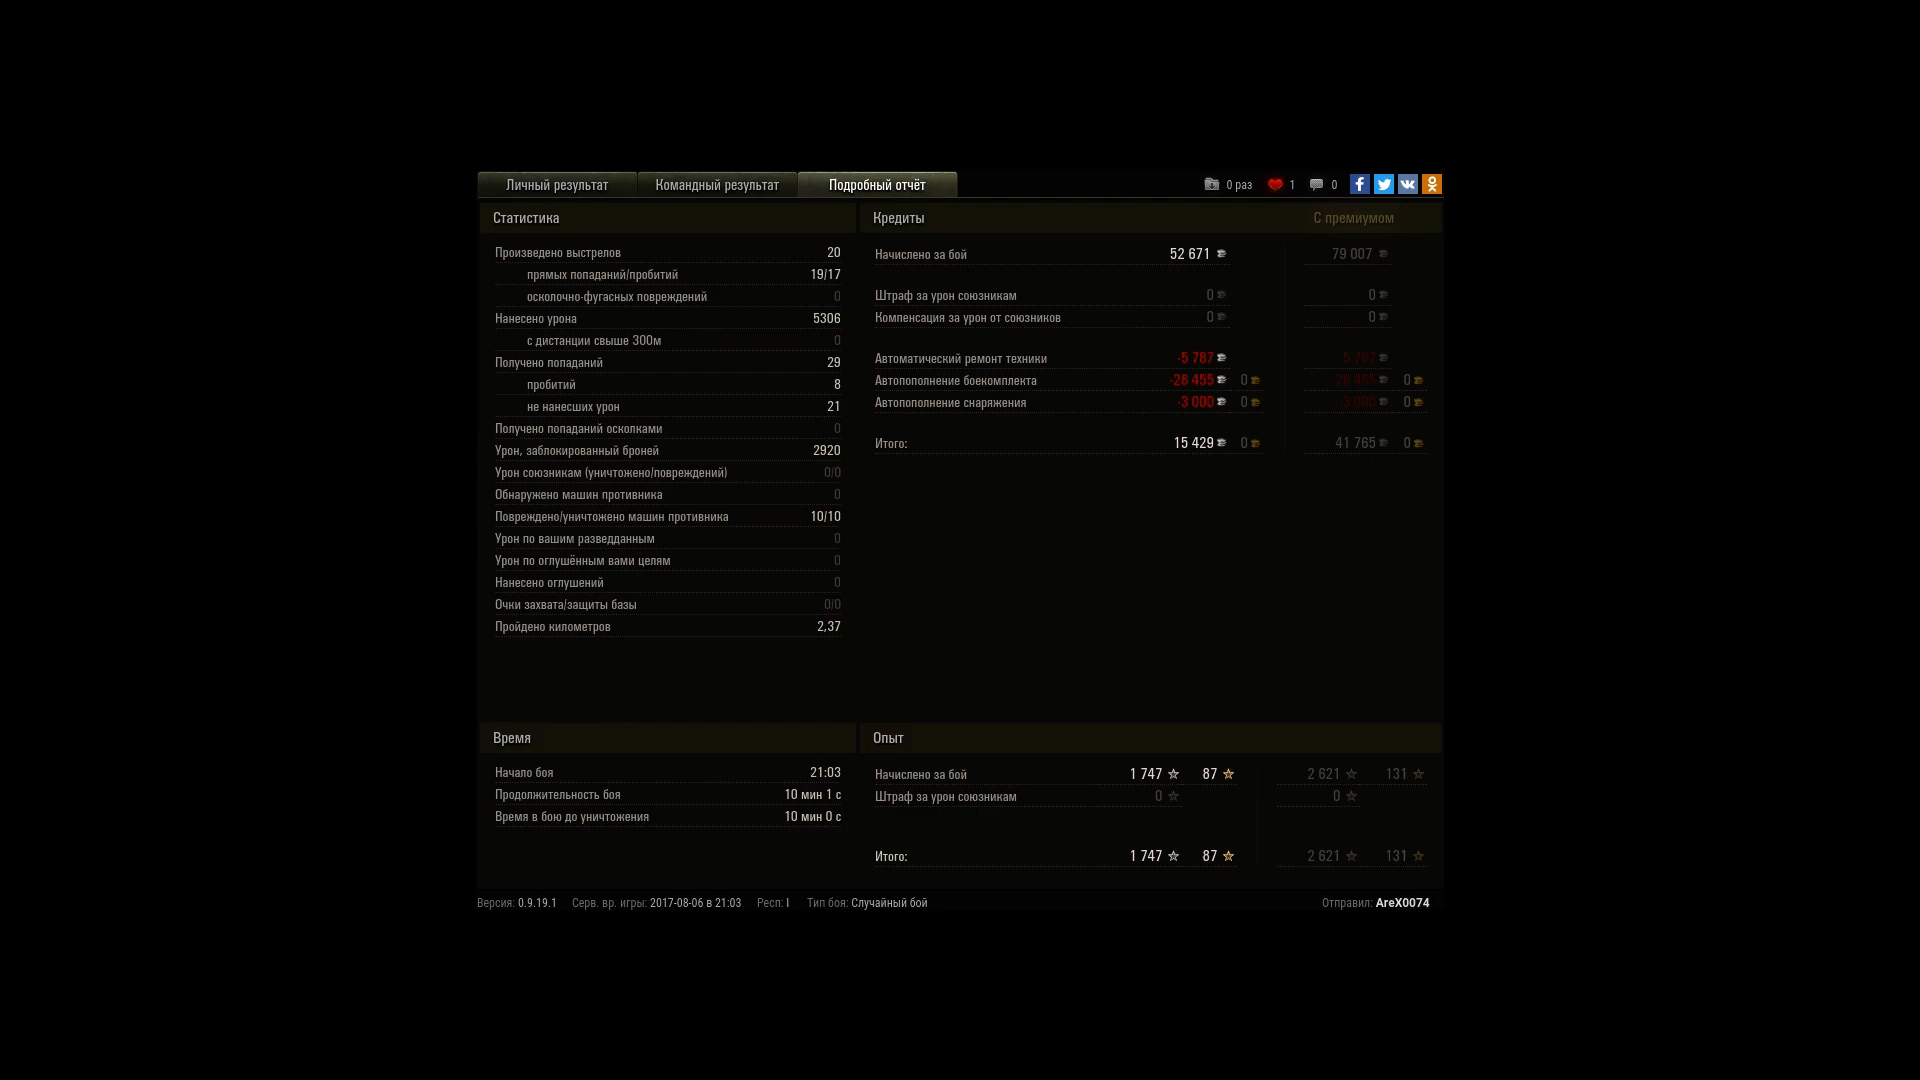 Личный результат Командный результат Подробный отчёт 0 раз 1 0
Статистика
Произведено выстрелов 20
прямых попаданий/пробитий 19/17
осколочно-фугасных повреждений 0
Нанесено урона 5306
с дистанции свыше 300м 0
Получено попаданий 29
пробитий 8
не нанесших урон 21
Получено попаданий осколками 0
Урон, заблокированный броней 2920
Урон союзникам (уничтожено/повреждений) 0/0
Обнаружено машин противника 0
Повреждено/уничтожено машин противника 10/10
Урон по вашим разведданным 0
Урон по оглушённым вами целям 0
Нанесено оглушений 0
Очки захвата/защиты базы 0/0
Пройдено километров 2,37
Кредиты С премиумом
Начислено за бой 52 671 79 007
Штраф за урон союзникам 0 0
Компенсация за урон от союзников 0 0
Автоматический ремонт техники -5 787 -5 787
Автопополнение боекомплекта -28 455 0 -28 455 0
Автопополнение снаряжения -3 000 0 -3 000 0
Итого: 15 429 0 41 765 0
Время
Начало боя 21:03
Продолжительность боя 10 мин 1 с
Время в бою до уничтожения 10 мин 0 с
Опыт
Начислено за бой 1 747 87 2 621 131
Штраф за урон союзникам 0 0
Итого: 1 747 87 2 621 131
Версия: 0.9.19.1 Серв. вр. игры: 2017-08-06 в 21:03 Респ: I Тип боя: Случайный бой Отправил: AreX0074